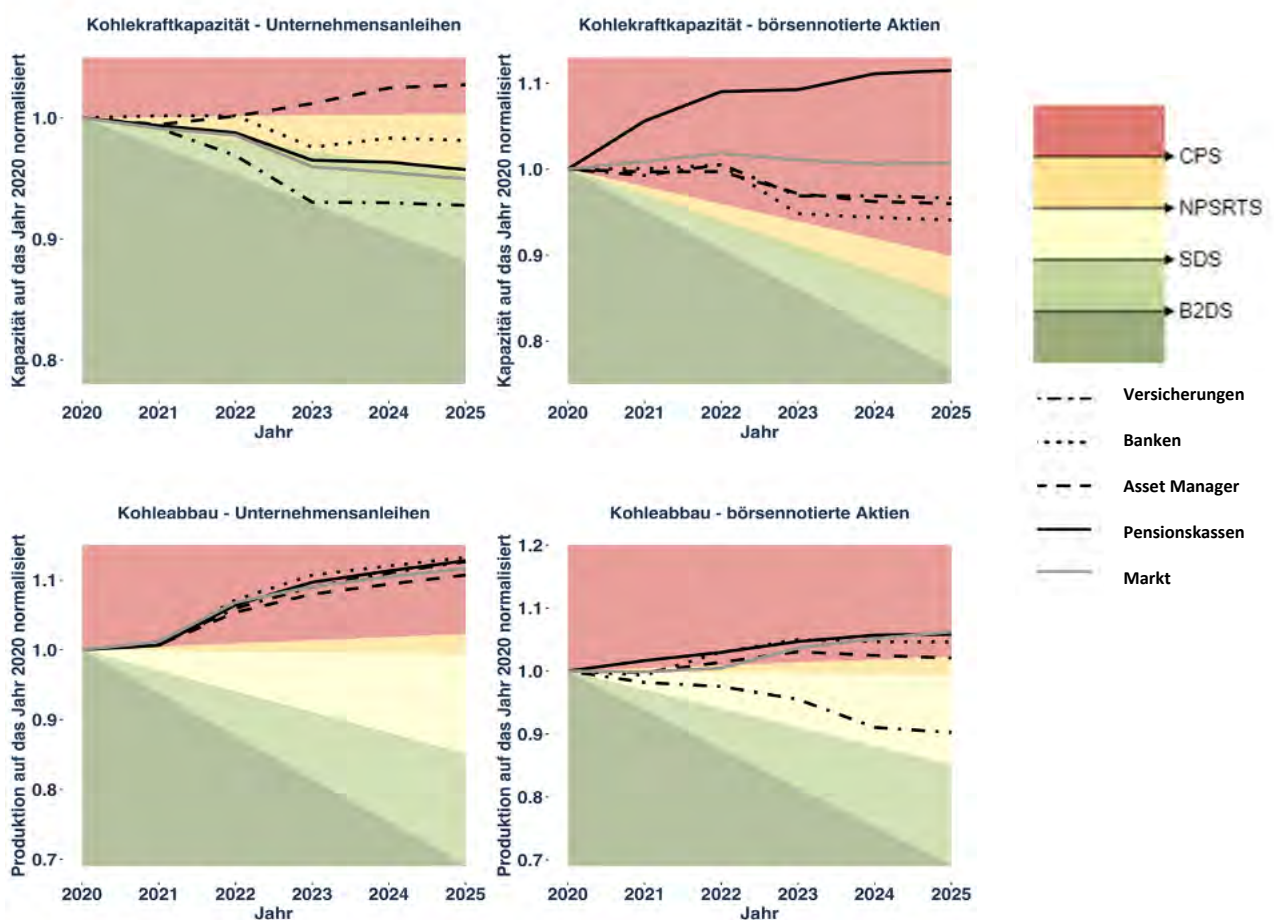 Kohlekraftkapazität - Unternehmensanleihen
Kapazität auf das Jahr 2020 normalisiert
1.0
0.9
0.8
2020 2021 2022 2023 2024 2025
Jahr
Kohlekraftkapazität - börsennotierte Aktien
Kapazität auf das Jahr 2020 normalisiert
1.1
1.0
0.9
0.8
2020 2021 2022 2023 2024 2025
Jahr
CPS
NPSRTS
SDS
B2DS
Versicherungen
Banken
Asset Manager
Pensionskassen
Markt
Kohleabbau - Unternehmensanleihen
Produktion auf das Jahr 2020 normalisiert
1.1
1.0
0.9
0.8
0.7
2020 2021 2022 2023 2024 2025
Jahr
Kohleabbau - börsennotierte Aktien
Produktion auf das Jahr 2020 normalisiert
1.2
1.1
1.0
0.9
0.8
0.7
2020 2021 2022 2023 2024 2025
Jahr